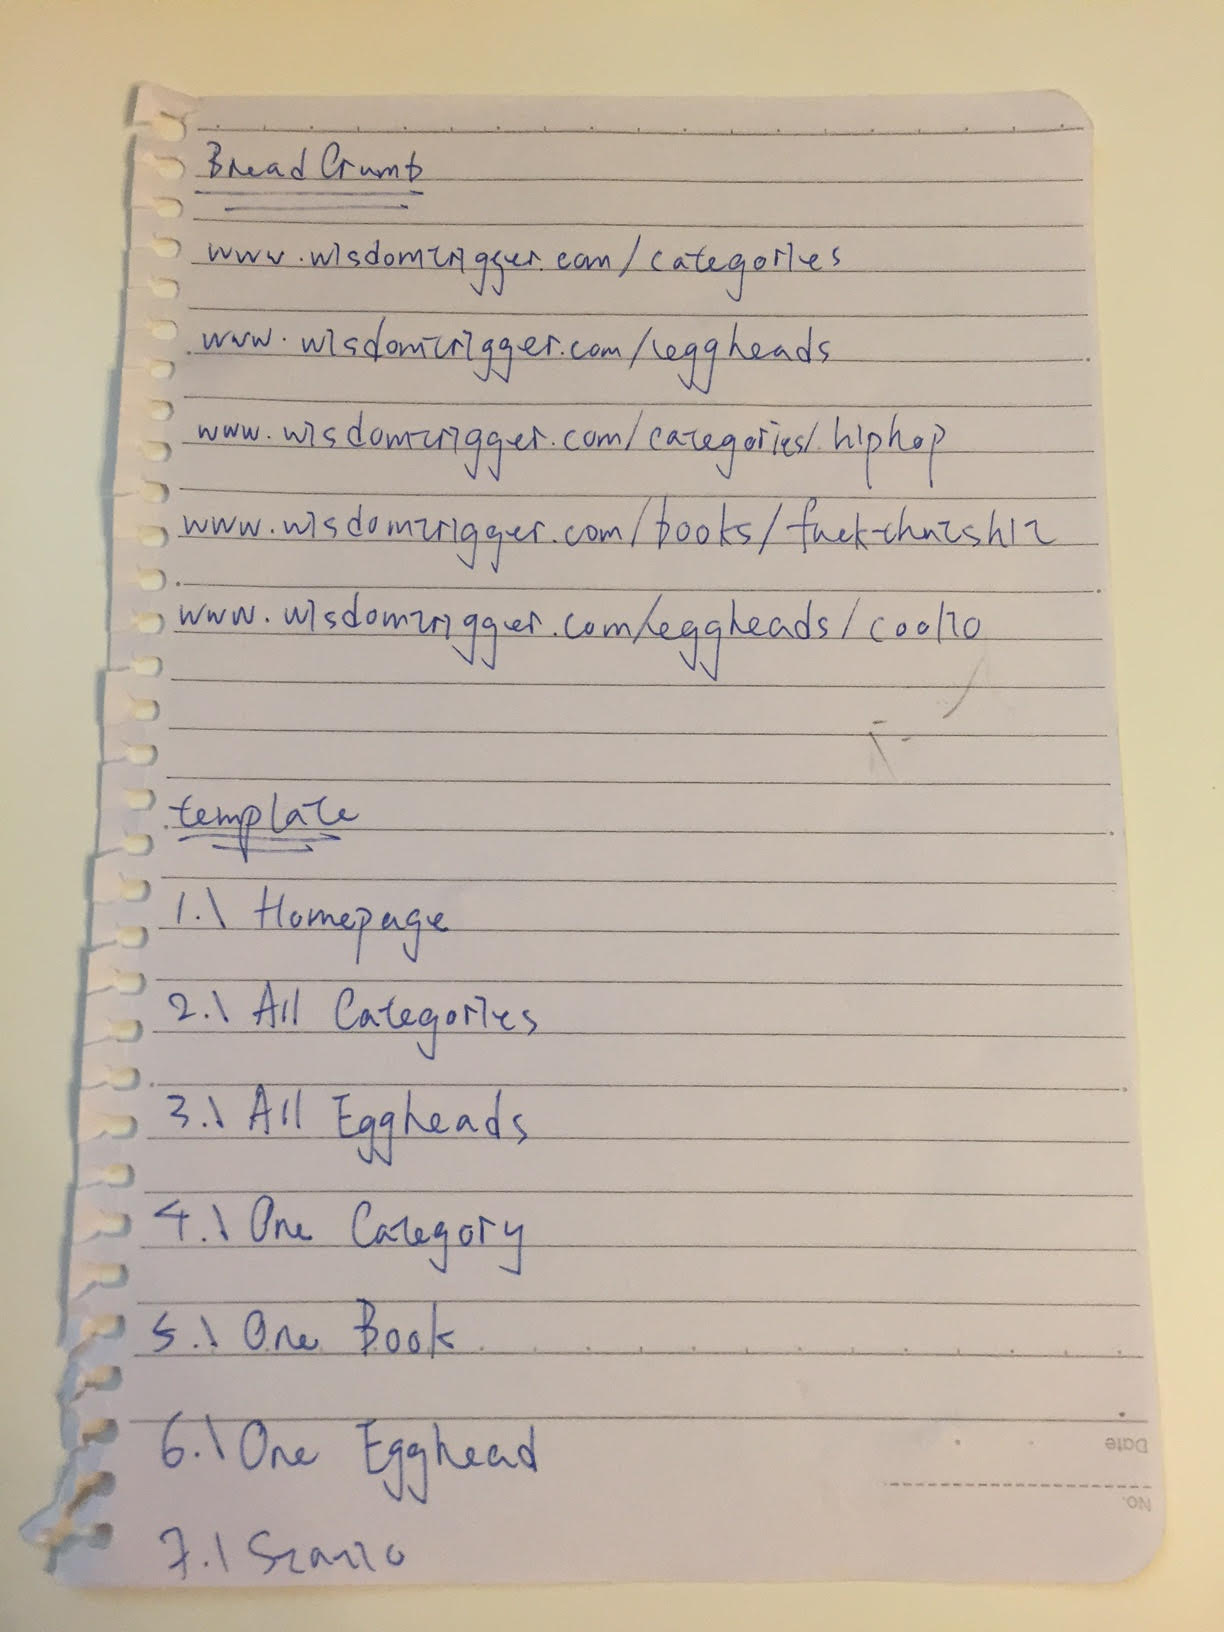 Bread Crumb
www.wisdomtrigger.com/categories
www.wisdomtrigger.com/eggheads
www.wisdomtrigger.com/categories/hiphop
www.wisdomtrigger.com/books/fuck-thatshit
www.wisdomtrigger.com/eggheads/coolio
template
1.\ Homepage
2.\ All Categories
3.\ All Eggheads
4.\ One Category
5.\ One Book
6.\ One Egghead
Date
No.
7.\